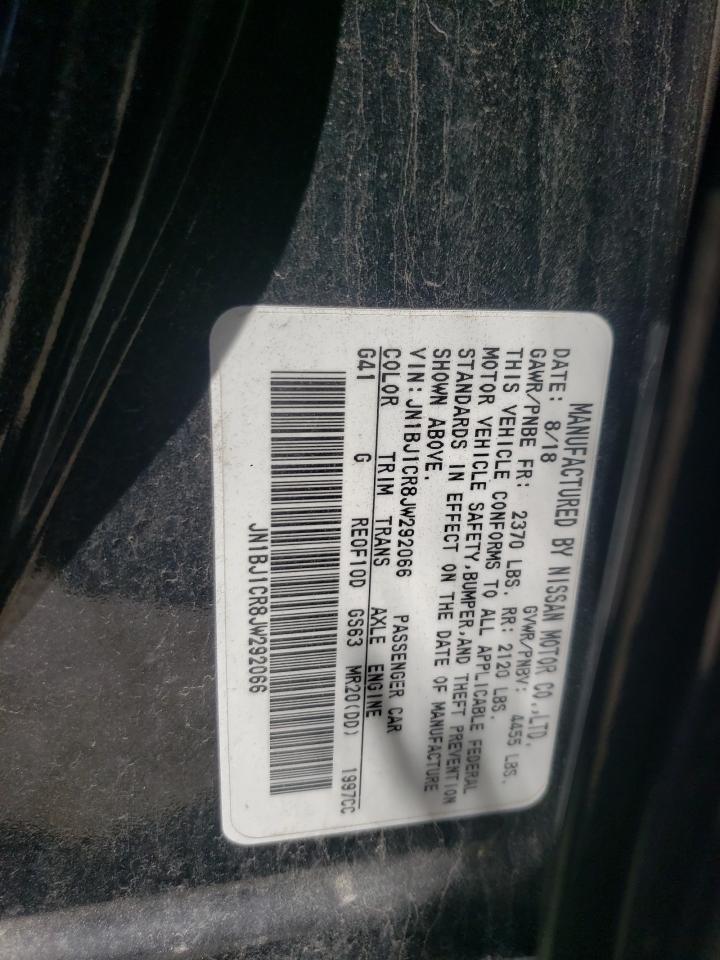 MANUFACTURED BY NISSAN MOTOR CO.,LTD.
DATE: 8/18 GVWR/PNBV: 4455 LBS.
GAWR/PNBE FR: 2370 LBS. RR: 2120 LBS.
THIS VEHICLE CONFORMS TO ALL APPLICABLE FEDERAL
MOTOR VEHICLE SAFETY,BUMPER,AND THEFT PREVENTION
STANDARDS IN EFFECT ON THE DATE OF MANUFACTURE
SHOWN ABOVE.
VIN:JN1BJ1CR8JW292066 PASSENGER CAR
COLOR TRIM TRANS AXLE ENGINE
G41 G RE0F10D GS63 MR20(DD) 1997CC
JN1BJ1CR8JW292066